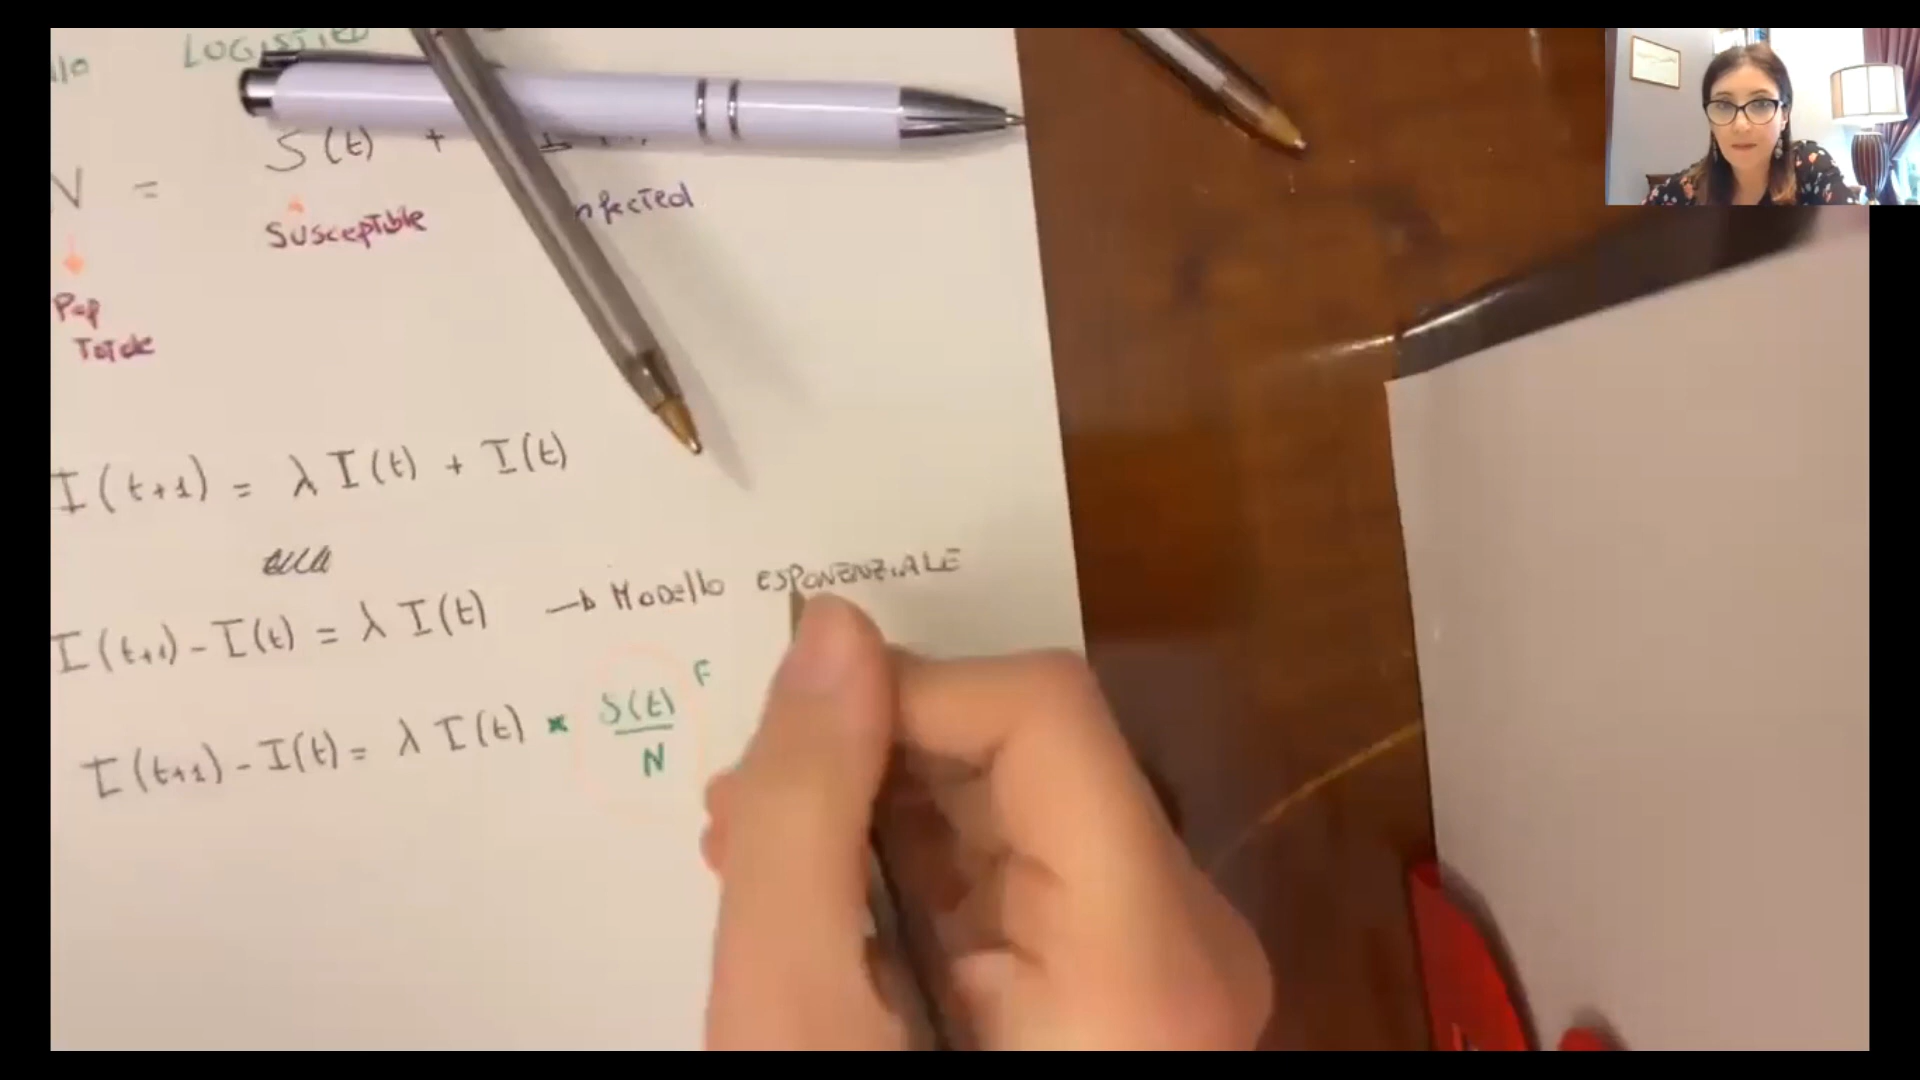 LOGISTICO
N = S(t) +
Susceptible nfected
Pop
Totale
I(t+1) = λ I(t) + I(t)
I(t+1) - I(t) = λ I(t) → Modello ESPONENZIALE
I(t+1) - I(t) = λ I(t) * S(t) F
N